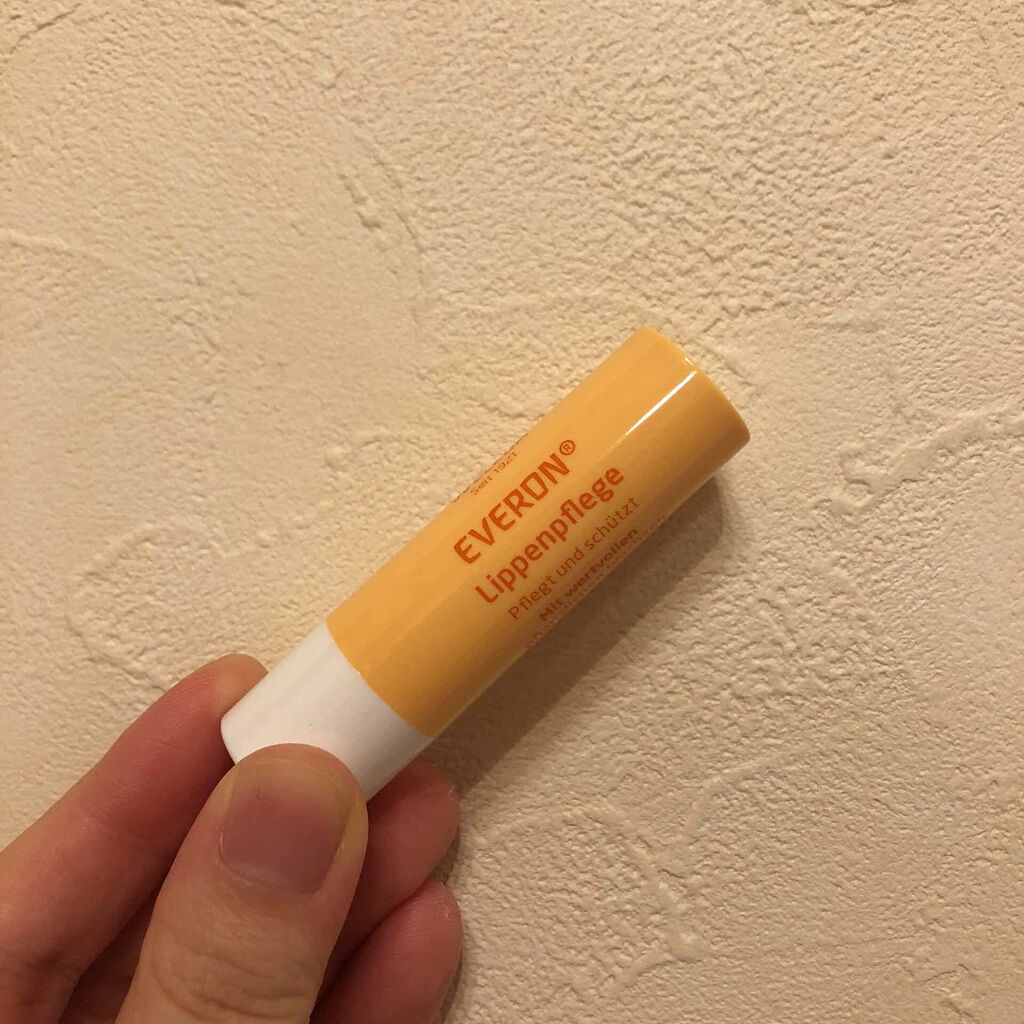 Seit 1921
EVERON®
Lippenpflege
Pflegt und schützt
Mit wertvollen